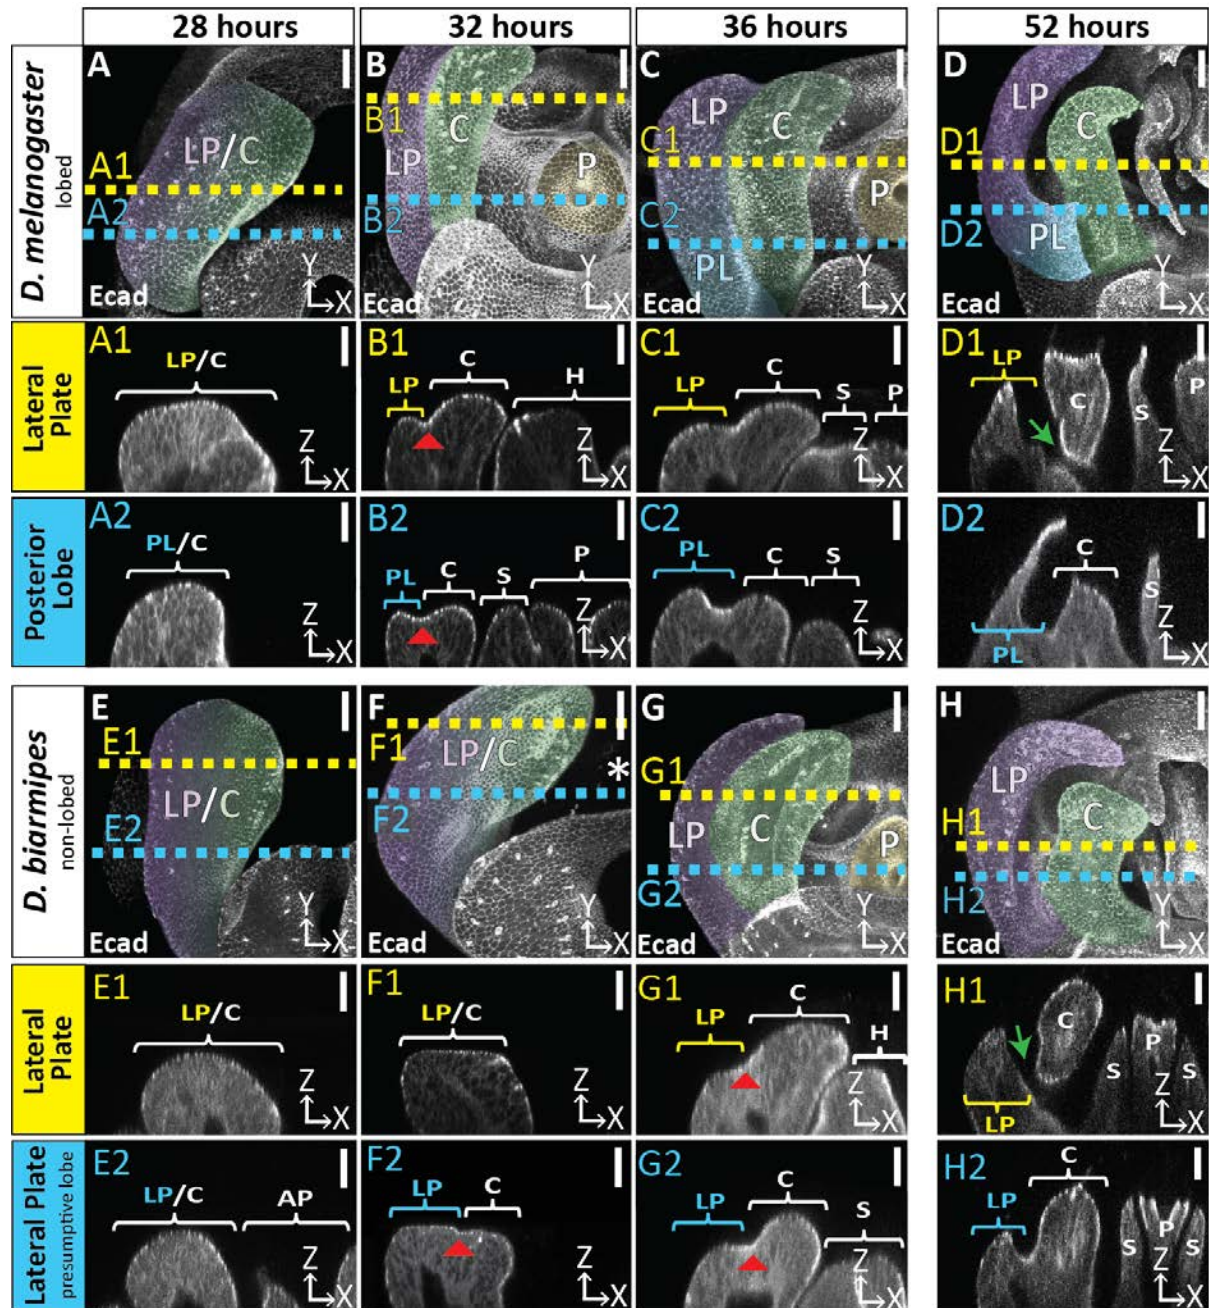 28 hours
32 hours
36 hours
52 hours
D. melanogaster
lobed
A
LP/C
A1
A2
Y
X
Ecad
B
B1
C
LP
P
B2
Y
X
Ecad
C
LP
C
C1
P
C2
PL
Y
X
Ecad
D
LP
C
D1
D2
PL
Y
X
Ecad
Lateral
Plate
A1
LP/C
Z
X
B1
C
LP
H
Z
X
C1
C
LP
S
P
Z
X
D1
LP
C
S
P
Z
X
Posterior
Lobe
A2
PL/C
Z
X
B2
P
PL
C
S
Z
X
C2
PL
C
S
Z
X
D2
C
S
PL
Z
X
D. biarmipes
non-lobed
E
E1
LP/C
E2
Y
X
Ecad
F
F1
LP/C
*
F2
Y
X
Ecad
G
G1
LP
C
P
G2
Y
X
Ecad
H
LP
C
H1
H2
Y
X
Ecad
Lateral
Plate
E1
LP/C
Z
X
F1
LP/C
Z
X
G1
C
LP
H
Z
X
H1
C
P
S
S
LP
Z
X
Lateral Plate
presumptive lobe
E2
LP/C
AP
Z
X
F2
LP
C
Z
X
G2
C
LP
S
Z
X
H2
C
LP
P
S
S
Z
X